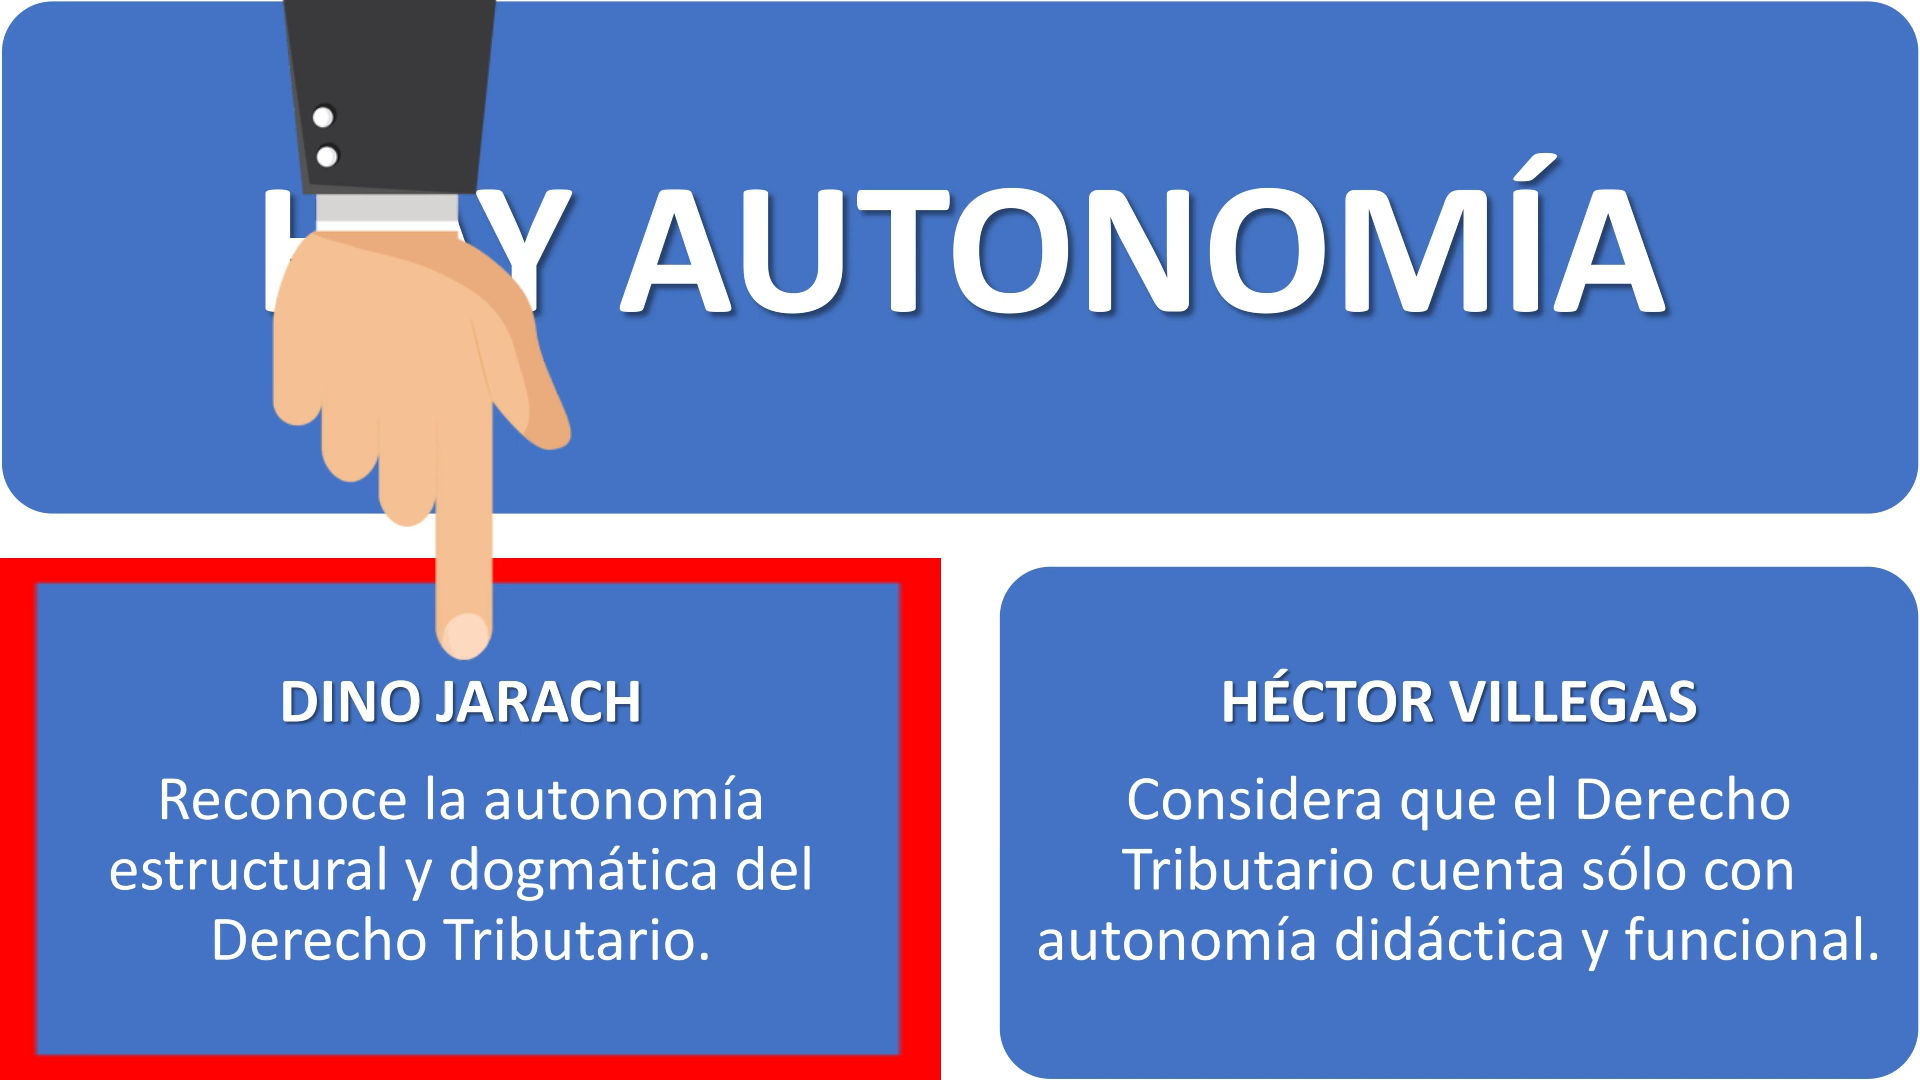 HAY AUTONOMÍA
DINO JARACH
Reconoce la autonomía
estructural y dogmática del
Derecho Tributario.
HÉCTOR VILLEGAS
Considera que el Derecho
Tributario cuenta sólo con
autonomía didáctica y funcional.